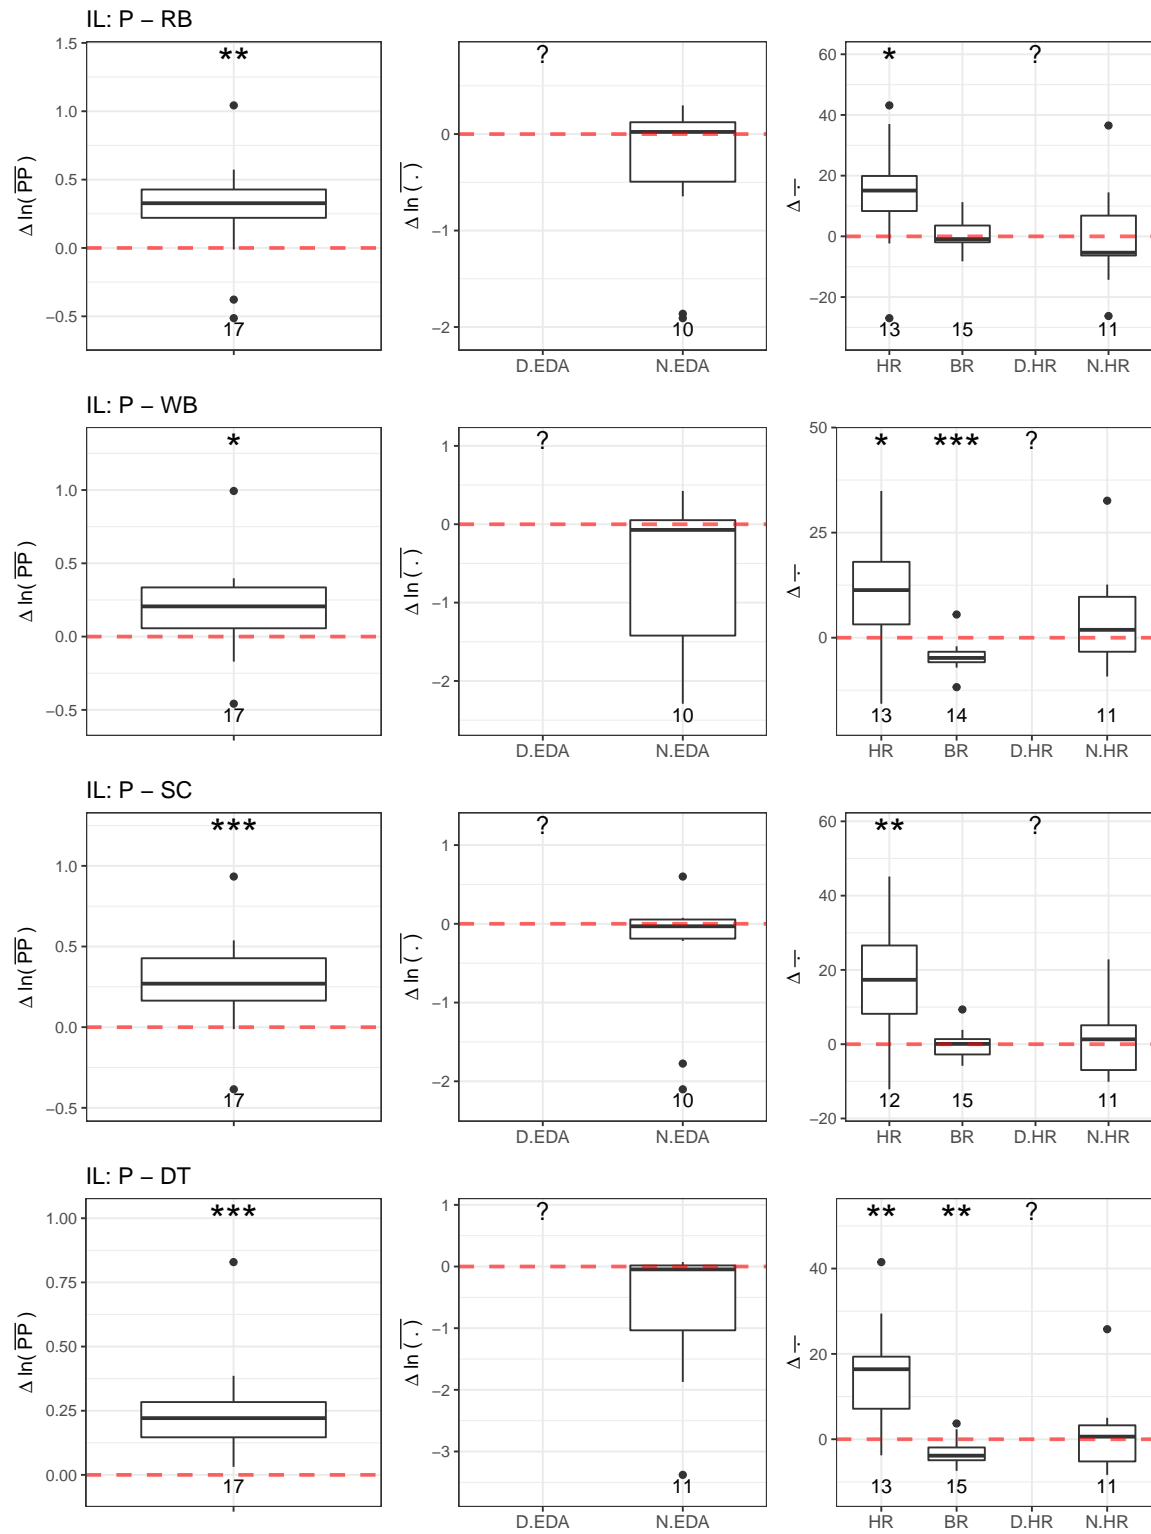 IL: P – RB
1.5
1.0
0.5
0.0
−0.5
Δ ln( PP )
**
17
0
−1
−2
Δ ln ( . )
?
10
D.EDA N.EDA
60
40
20
0
−20
Δ .
* ?
13 15 11
HR BR D.HR N.HR
IL: P – WB
1.0
0.5
0.0
−0.5
Δ ln( PP )
*
17
1
0
−1
−2
Δ ln ( . )
?
10
D.EDA N.EDA
50
25
0
Δ .
* *** ?
13 14 11
HR BR D.HR N.HR
IL: P – SC
1.0
0.5
0.0
−0.5
Δ ln( PP )
***
17
1
0
−1
−2
Δ ln ( . )
?
10
D.EDA N.EDA
60
40
20
0
−20
Δ .
** ?
12 15 11
HR BR D.HR N.HR
IL: P – DT
1.00
0.75
0.50
0.25
0.00
Δ ln( PP )
***
17
1
0
−1
−2
−3
Δ ln ( . )
?
11
D.EDA N.EDA
40
20
0
Δ .
** ** ?
13 15 11
HR BR D.HR N.HR